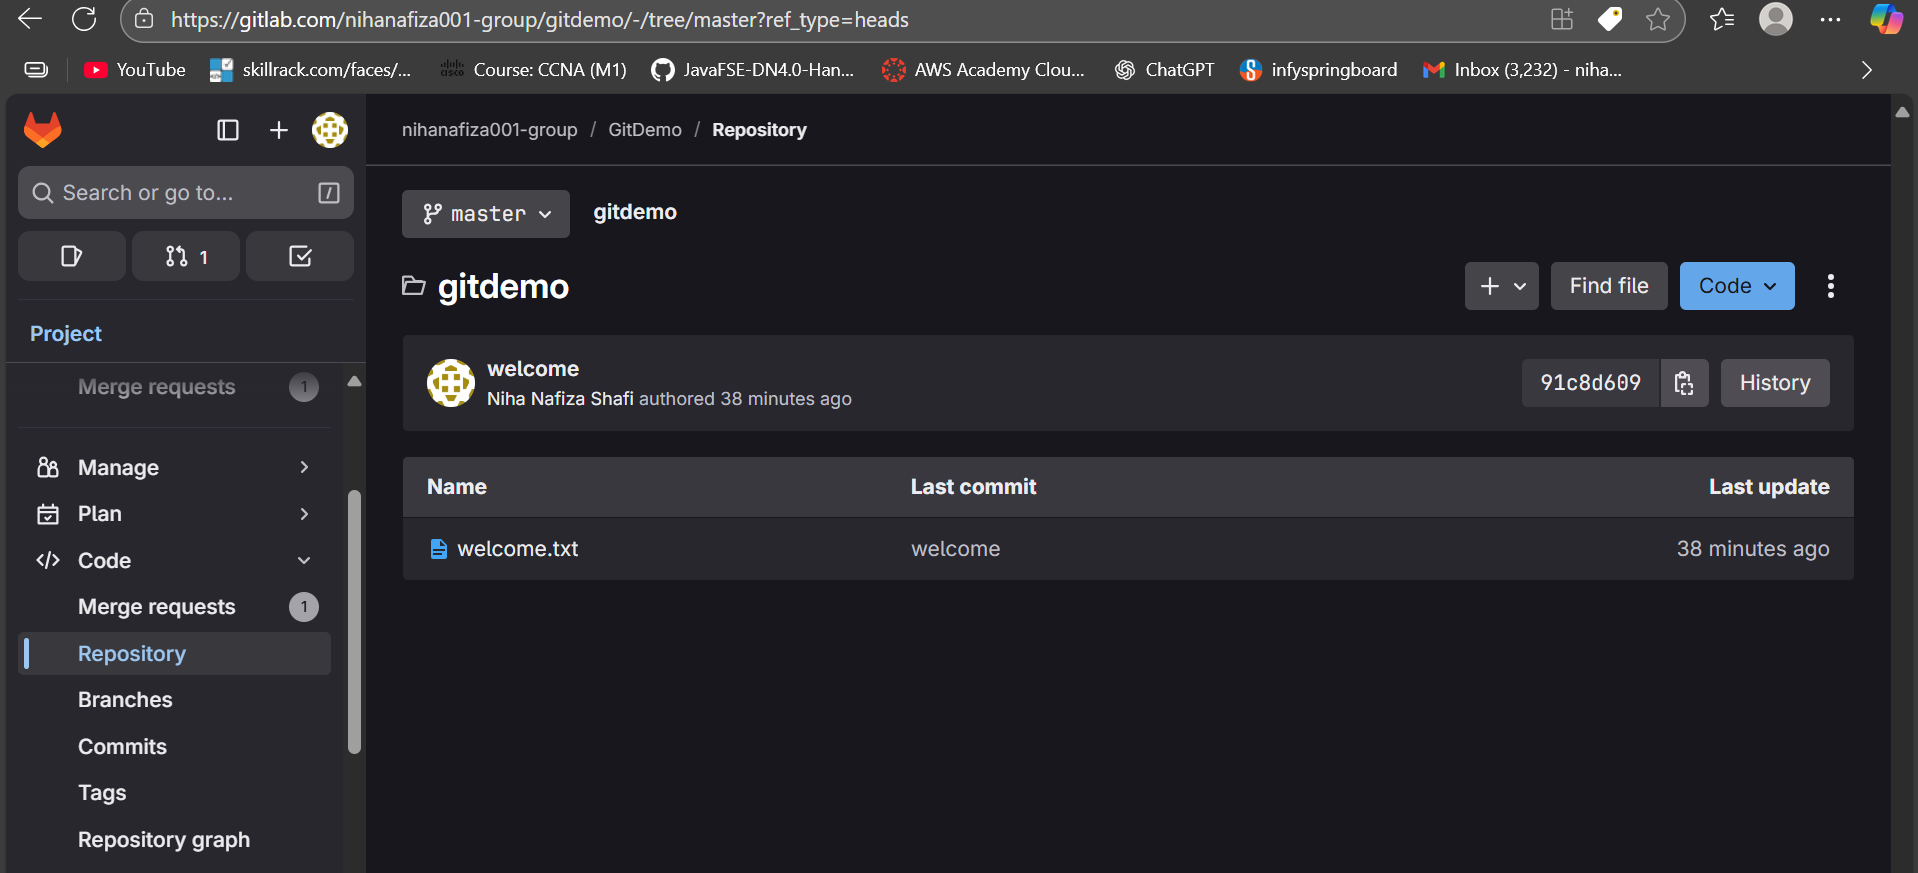 https://gitlab.com/nihanafiza001-group/gitdemo/-/tree/master?ref_type=heads
YouTube skillrack.com/faces/... Course: CCNA (M1) JavaFSE-DN4.0-Han... AWS Academy Clou... ChatGPT infyspringboard Inbox (3,232) - niha...
nihanafiza001-group / GitDemo / Repository
Search or go to... /
1
Project
Merge requests 1
Manage
Plan
Code
Merge requests 1
Repository
Branches
Commits
Tags
Repository graph
master gitdemo
gitdemo
Find file Code
welcome
Niha Nafiza Shafi authored 38 minutes ago
91c8d609 History
Name Last commit Last update
welcome.txt welcome 38 minutes ago